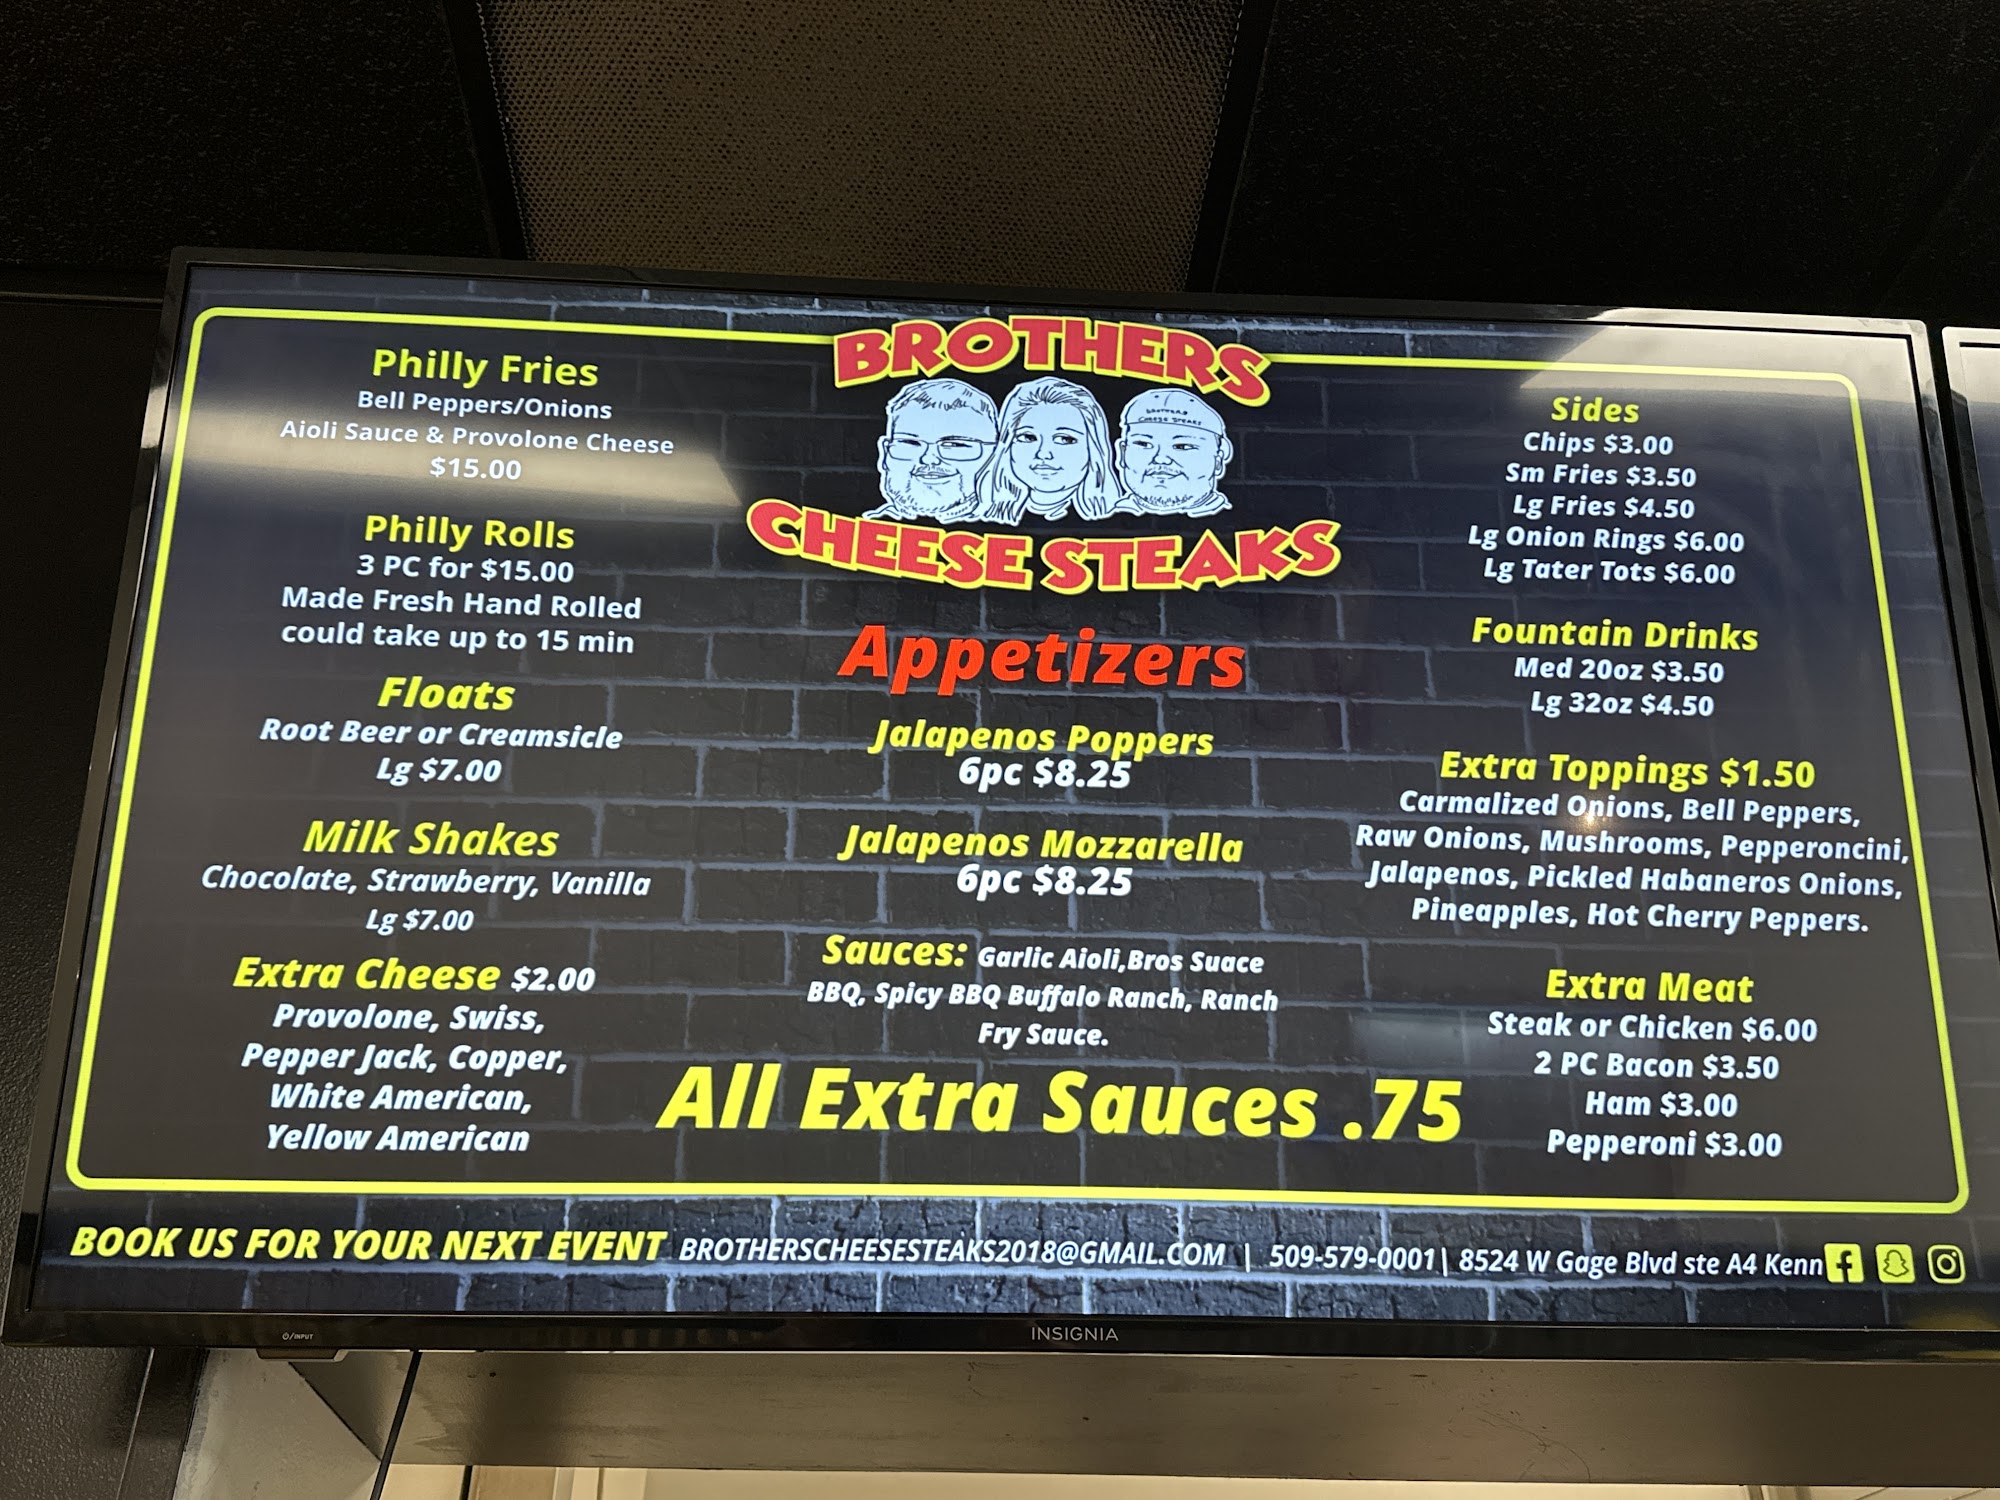 BROTHERS
BROTHERS
CHEESE STEAKS
CHEESE STEAKS
Philly Fries
Bell Peppers/Onions
Aioli Sauce & Provolone Cheese
$15.00
Philly Rolls
3 PC for $15.00
Made Fresh Hand Rolled
could take up to 15 min
Floats
Root Beer or Creamsicle
Lg $7.00
Milk Shakes
Chocolate, Strawberry, Vanilla
Lg $7.00
Extra Cheese $2.00
Provolone, Swiss,
Pepper Jack, Copper,
White American,
Yellow American
Appetizers
Jalapenos Poppers
6pc $8.25
Jalapenos Mozzarella
6pc $8.25
Sauces: Garlic Aioli,Bros Suace
BBQ, Spicy BBQ Buffalo Ranch, Ranch
Fry Sauce.
All Extra Sauces .75
Sides
Chips $3.00
Sm Fries $3.50
Lg Fries $4.50
Lg Onion Rings $6.00
Lg Tater Tots $6.00
Fountain Drinks
Med 20oz $3.50
Lg 32oz $4.50
Extra Toppings $1.50
Carmalized Onions, Bell Peppers,
Raw Onions, Mushrooms, Pepperoncini,
Jalapenos, Pickled Habaneros Onions,
Pineapples, Hot Cherry Peppers.
Extra Meat
Steak or Chicken $6.00
2 PC Bacon $3.50
Ham $3.00
Pepperoni $3.00
BOOK US FOR YOUR NEXT EVENT BROTHERSCHEESESTEAKS2018@GMAIL.COM | 509-579-0001| 8524 W Gage Blvd ste A4 Kenn
/INPUT
INSIGNIA